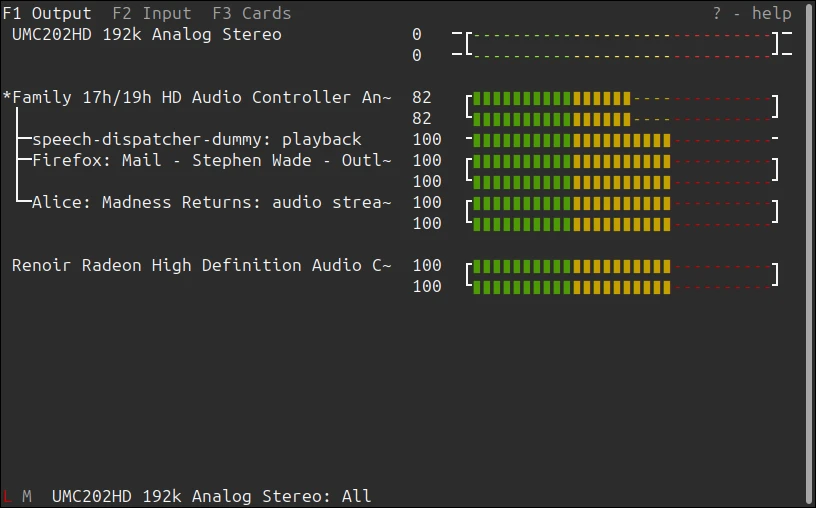 F1 Output  F2 Input  F3 Cards  ? - help
UMC202HD 192k Analog Stereo  0
0
*Family 17h/19h HD Audio Controller An~  82
82
speech-dispatcher-dummy: playback  100
Firefox: Mail - Stephen Wade - Outl~  100
100
Alice: Madness Returns: audio strea~  100
100
Renoir Radeon High Definition Audio C~  100
100
L M  UMC202HD 192k Analog Stereo: All